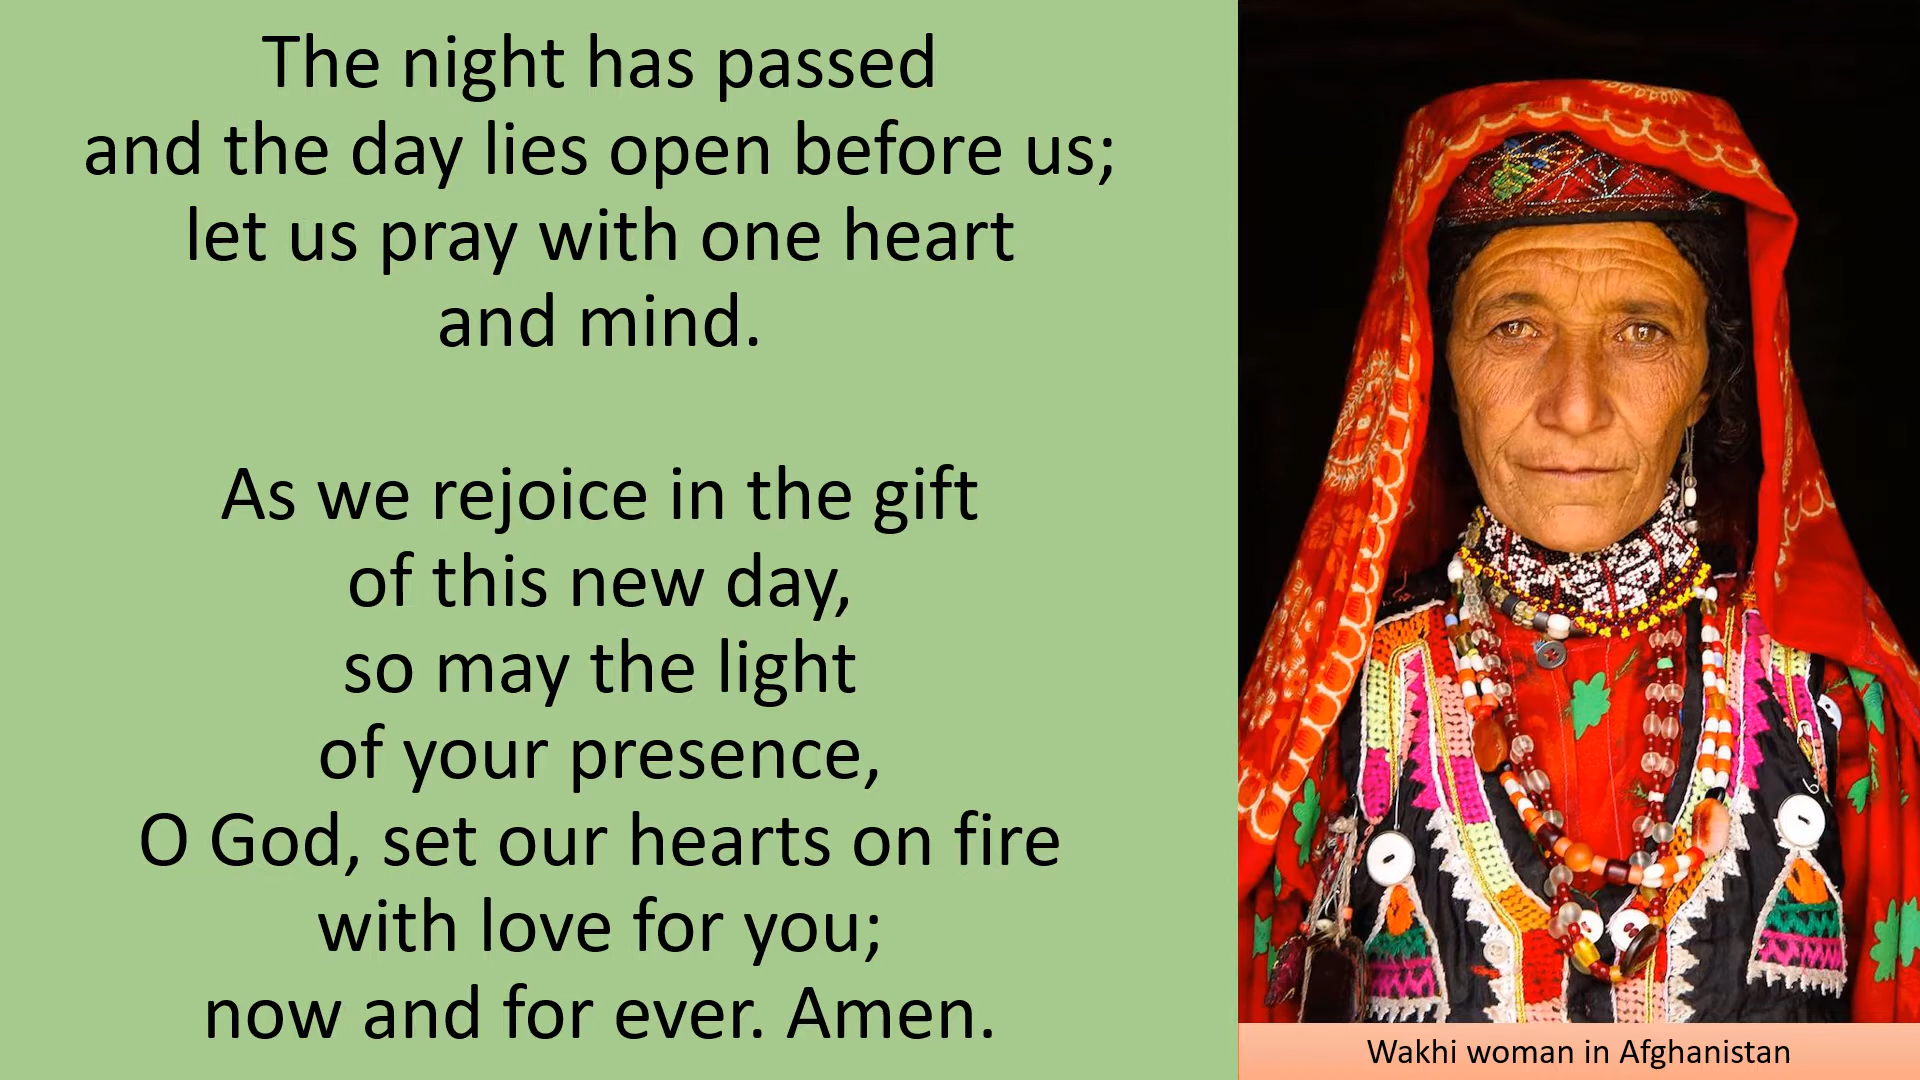 The night has passed
and the day lies open before us;
let us pray with one heart
and mind.
As we rejoice in the gift
of this new day,
so may the light
of your presence,
O God, set our hearts on fire
with love for you;
now and for ever. Amen.
Wakhi woman in Afghanistan